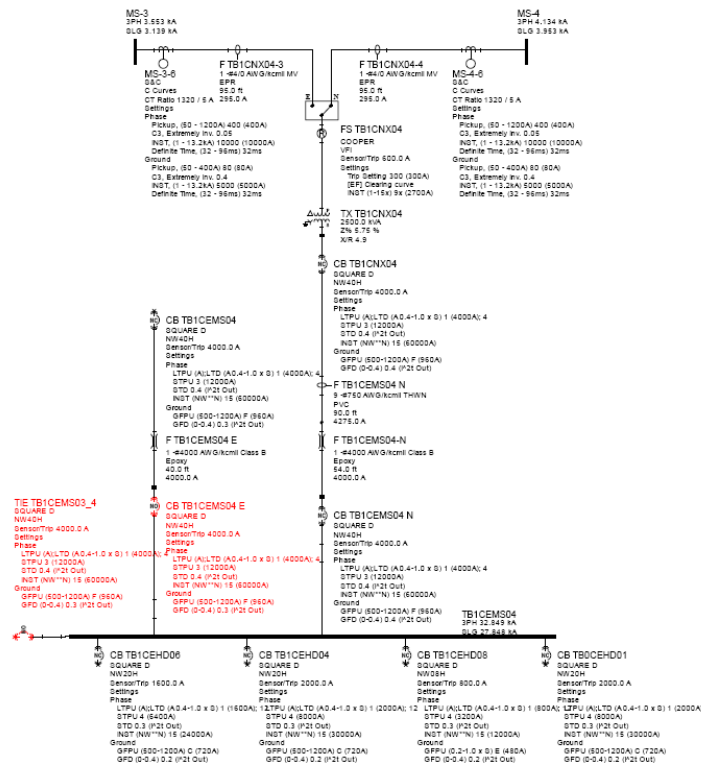 MS-3
3PH 3.553 kA
SLG 3.139 kA
MS-4
3PH 4.134 kA
SLG 3.953 kA
MS-3-6
S&C
C Curves
CT Ratio 1320 / 5 A
Settings
Phase
Pickup, (50 - 1200A) 400 (400A)
C3, Extremely Inv. 0.05
INST, (1 - 13.2kA) 10000 (10000A)
Definite Time, (32 - 96ms) 32ms
Ground
Pickup, (50 - 400A) 80 (80A)
C3, Extremely Inv. 0.4
INST, (1 - 13.2kA) 5000 (5000A)
Definite Time, (32 - 96ms) 32ms
F TB1CNX04-3
1 -#4/0 AWG/kcmil MV
EPR
95.0 ft
295.0 A
F TB1CNX04-4
1 -#4/0 AWG/kcmil MV
EPR
95.0 ft
295.0 A
MS-4-6
S&C
C Curves
CT Ratio 1320 / 5 A
Settings
Phase
Pickup, (50 - 1200A) 400 (400A)
C3, Extremely Inv. 0.05
INST, (1 - 13.2kA) 10000 (10000A)
Definite Time, (32 - 96ms) 32ms
Ground
Pickup, (50 - 400A) 80 (80A)
C3, Extremely Inv. 0.4
INST, (1 - 13.2kA) 5000 (5000A)
Definite Time, (32 - 96ms) 32ms
E
N
R
FS TB1CNX04
COOPER
VFI
Sensor/Trip 600.0 A
Settings
Trip Setting 300 (300A)
[EF] Clearing curve
INST (1-15x) 9x (2700A)
TX TB1CNX04
2500.0 kVA
Z% 5.75 %
X/R 4.9
CB TB1CNX04
SQUARE D
NW40H
Sensor/Trip 4000.0 A
Settings
Phase
LTPU (A);LTD (A0.4-1.0 x S) 1 (4000A); 4
STPU 3 (12000A)
STD 0.4 (I^2t Out)
INST (NW**N) 15 (60000A)
Ground
GFPU (500-1200A) F (960A)
GFD (0-0.4) 0.4 (I^2t Out)
CB TB1CEMS04
SQUARE D
NW40H
Sensor/Trip 4000.0 A
Settings
Phase
LTPU (A);LTD (A0.4-1.0 x S) 1 (4000A); 4
STPU 3 (12000A)
STD 0.4 (I^2t Out)
INST (NW**N) 15 (60000A)
Ground
GFPU (500-1200A) F (960A)
GFD (0-0.4) 0.3 (I^2t Out)
F TB1CEMS04 N
9 -#750 AWG/kcmil THWN
PVC
90.0 ft
4275.0 A
F TB1CEMS04 E
1 -#4000 AWG/kcmil Class B
Epoxy
40.0 ft
4000.0 A
F TB1CEMS04-N
1 -#4000 AWG/kcmil Class B
Epoxy
54.0 ft
4000.0 A
TIE TB1CEMS03_4
SQUARE D
NW40H
Sensor/Trip 4000.0 A
Settings
Phase
LTPU (A);LTD (A0.4-1.0 x S) 1 (4000A); 4
STPU 3 (12000A)
STD 0.4 (I^2t Out)
INST (NW**N) 15 (60000A)
Ground
GFPU (500-1200A) F (960A)
GFD (0-0.4) 0.3 (I^2t Out)
CB TB1CEMS04 E
SQUARE D
NW40H
Sensor/Trip 4000.0 A
Settings
Phase
LTPU (A);LTD (A0.4-1.0 x S) 1 (4000A); 4
STPU 3 (12000A)
STD 0.4 (I^2t Out)
INST (NW**N) 15 (60000A)
Ground
GFPU (500-1200A) F (960A)
GFD (0-0.4) 0.3 (I^2t Out)
CB TB1CEMS04 N
SQUARE D
NW40H
Sensor/Trip 4000.0 A
Settings
Phase
LTPU (A);LTD (A0.4-1.0 x S) 1 (4000A); 4
STPU 3 (12000A)
STD 0.4 (I^2t Out)
INST (NW**N) 15 (60000A)
Ground
GFPU (500-1200A) F (960A)
GFD (0-0.4) 0.4 (I^2t Out)
TB1CEMS04
3PH 32.849 kA
SLG 27.848 kA
CB TB1CEHD06
SQUARE D
NW20H
Sensor/Trip 1600.0 A
Settings
Phase
LTPU (A);LTD (A0.4-1.0 x S) 1 (1600A); 12
STPU 4 (6400A)
STD 0.3 (I^2t Out)
INST (NW**N) 15 (24000A)
Ground
GFPU (500-1200A) C (720A)
GFD (0-0.4) 0.2 (I^2t Out)
CB TB1CEHD04
SQUARE D
NW20H
Sensor/Trip 2000.0 A
Settings
Phase
LTPU (A);LTD (A0.4-1.0 x S) 1 (2000A); 12
STPU 4 (8000A)
STD 0.3 (I^2t Out)
INST (NW**N) 15 (30000A)
Ground
GFPU (500-1200A) C (720A)
GFD (0-0.4) 0.2 (I^2t Out)
CB TB1CEHD08
SQUARE D
NW08H
Sensor/Trip 800.0 A
Settings
Phase
LTPU (A);LTD (A0.4-1.0 x S) 1 (800A);
STPU 4 (3200A)
STD 0.3 (I^2t Out)
INST (NW**N) 15 (12000A)
Ground
GFPU (0.2-1.0 x S) E (480A)
GFD (0-0.4) 0.2 (I^2t Out)
CB TB0CEHD01
SQUARE D
NW20H
Sensor/Trip 2000.0 A
Settings
Phase
LTPU (A);LTD (A0.4-1.0 x S) 1 (2000A)
STPU 4 (8000A)
STD 0.3 (I^2t Out)
INST (NW**N) 15 (30000A)
Ground
GFPU (500-1200A) C (720A)
GFD (0-0.4) 0.2 (I^2t Out)